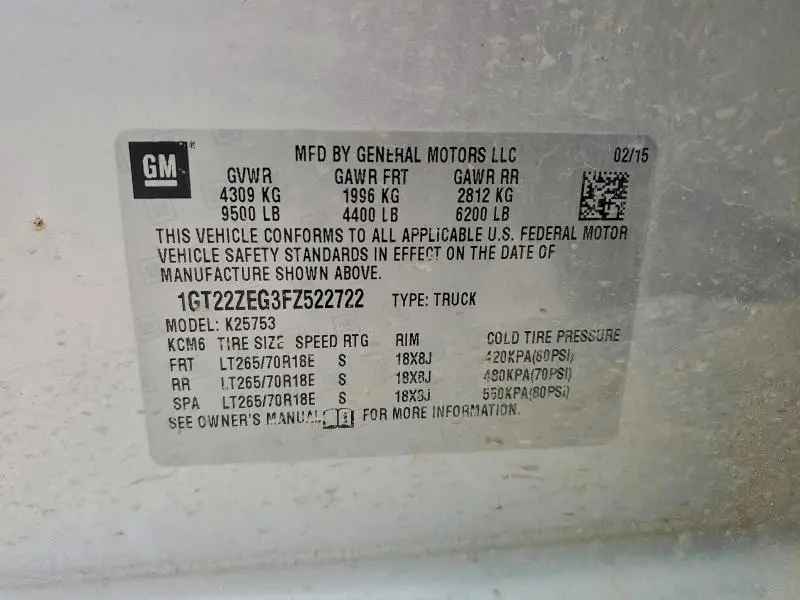 GM®
MFD BY GENERAL MOTORS LLC 02/15
GVWR GAWR FRT GAWR RR
4309 KG 1996 KG 2812 KG
9500 LB 4400 LB 6200 LB
THIS VEHICLE CONFORMS TO ALL APPLICABLE U.S. FEDERAL MOTOR
VEHICLE SAFETY STANDARDS IN EFFECT ON THE DATE OF
MANUFACTURE SHOWN ABOVE.
1GT22ZEG3FZ522722 TYPE: TRUCK
MODEL: K25753
KCM6 TIRE SIZE SPEED RTG RIM COLD TIRE PRESSURE
FRT LT265/70R18E S 18X8J 420KPA(60PSI)
RR LT265/70R18E S 18X8J 480KPA(70PSI)
SPA LT265/70R18E S 18X8J 550KPA(80PSI)
SEE OWNER'S MANUAL FOR MORE INFORMATION.